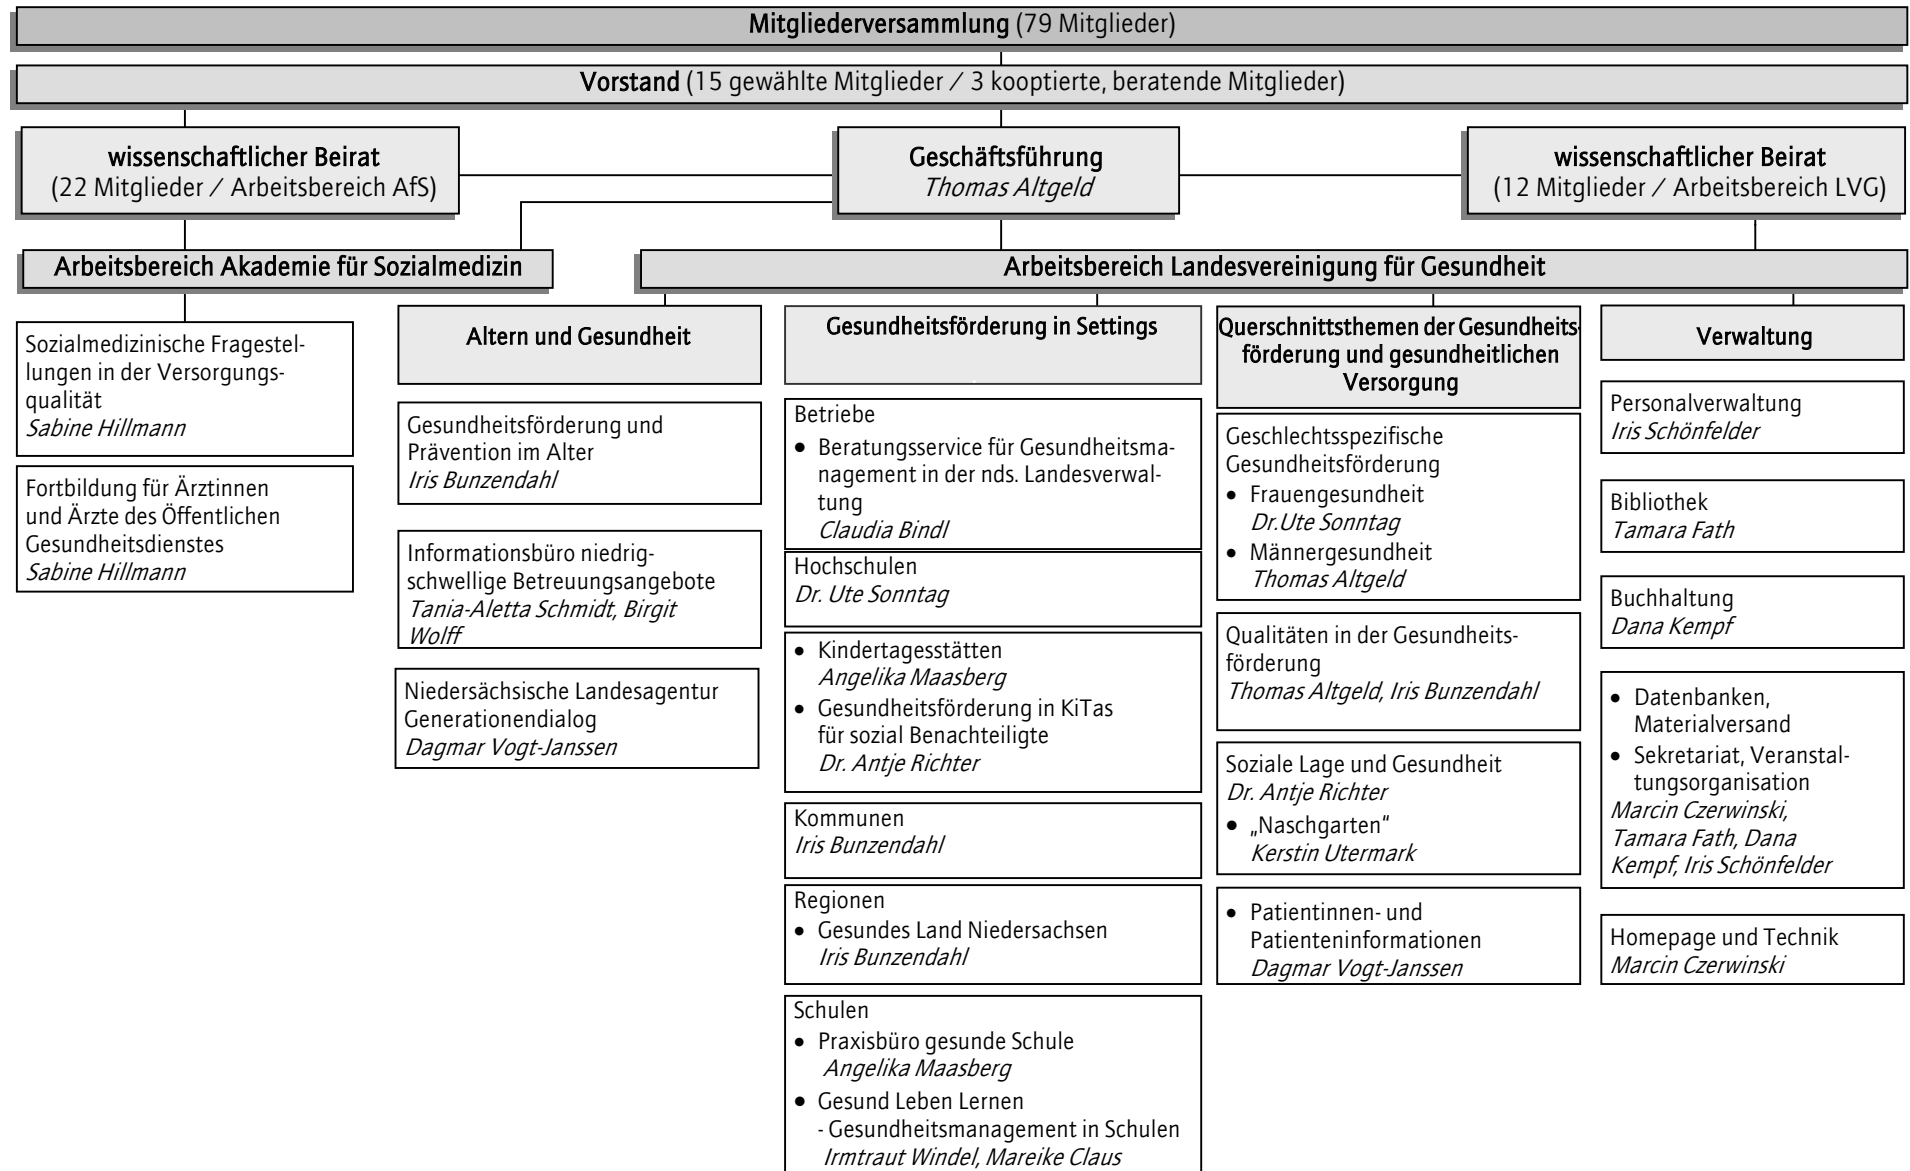 Mitgliederversammlung (79 Mitglieder)
Vorstand (15 gewählte Mitglieder / 3 kooptierte, beratende Mitglieder)
wissenschaftlicher Beirat
(22 Mitglieder / Arbeitsbereich AfS)
Geschäftsführung
Thomas Altgeld
wissenschaftlicher Beirat
(12 Mitglieder / Arbeitsbereich LVG)
Arbeitsbereich Akademie für Sozialmedizin
Arbeitsbereich Landesvereinigung für Gesundheit
Sozialmedizinische Fragestel-
lungen in der Versorgungs-
qualität
Sabine Hillmann
Fortbildung für Ärztinnen
und Ärzte des Öffentlichen
Gesundheitsdienstes
Sabine Hillmann
Altern und Gesundheit
Gesundheitsförderung und
Prävention im Alter
Iris Bunzendahl
Informationsbüro niedrig-
schwellige Betreuungsangebote
Tania-Aletta Schmidt, Birgit
Wolff
Niedersächsische Landesagentur
Generationendialog
Dagmar Vogt-Janssen
Gesundheitsförderung in Settings
Betriebe
• Beratungsservice für Gesundheitsma-
nagement in der nds. Landesverwal-
tung
Claudia Bindl
Hochschulen
Dr. Ute Sonntag
• Kindertagesstätten
Angelika Maasberg
• Gesundheitsförderung in KiTas
für sozial Benachteiligte
Dr. Antje Richter
Kommunen
Iris Bunzendahl
Regionen
• Gesundes Land Niedersachsen
Iris Bunzendahl
Schulen
• Praxisbüro gesunde Schule
Angelika Maasberg
• Gesund Leben Lernen
- Gesundheitsmanagement in Schulen
Irmtraut Windel, Mareike Claus
Querschnittsthemen der Gesundheits-
förderung und gesundheitlichen
Versorgung
Geschlechtsspezifische
Gesundheitsförderung
• Frauengesundheit
Dr.Ute Sonntag
• Männergesundheit
Thomas Altgeld
Qualitäten in der Gesundheits-
förderung
Thomas Altgeld, Iris Bunzendahl
Soziale Lage und Gesundheit
Dr. Antje Richter
• „Naschgarten“
Kerstin Utermark
• Patientinnen- und
Patienteninformationen
Dagmar Vogt-Janssen
Verwaltung
Personalverwaltung
Iris Schönfelder
Bibliothek
Tamara Fath
Buchhaltung
Dana Kempf
• Datenbanken,
Materialversand
• Sekretariat, Veranstal-
tungsorganisation
Marcin Czerwinski,
Tamara Fath, Dana
Kempf, Iris Schönfelder
Homepage und Technik
Marcin Czerwinski